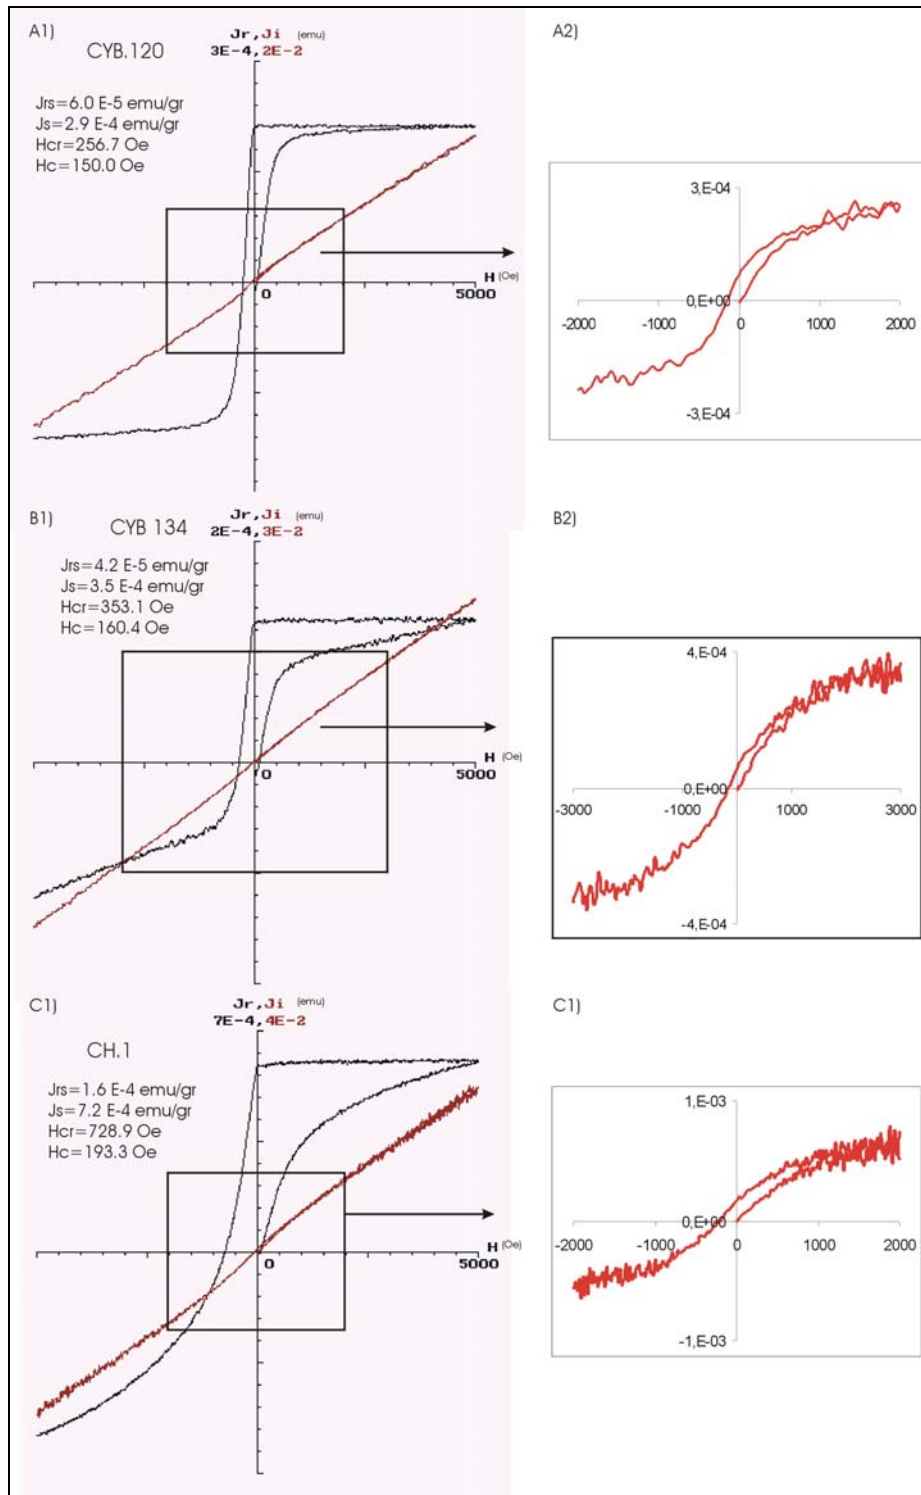 A1)
CYB.120
Jr,Ji (emu)
3E-4,2E-2
Jrs=6.0 E-5 emu/gr
Js=2.9 E-4 emu/gr
Hcr=256.7 Oe
Hc=150.0 Oe
H (Oe)
0
5000
A2)
3,E-04
0,E+00
-2000
-1000
0
1000
2000
-3,E-04
B1)
CYB 134
Jr,Ji (emu)
2E-4,3E-2
Jrs=4.2 E-5 emu/gr
Js=3.5 E-4 emu/gr
Hcr=353.1 Oe
Hc=160.4 Oe
H (Oe)
0
5000
B2)
4,E-04
0,E+00
-3000
-1000
1000
3000
-4,E-04
C1)
CH.1
Jr,Ji (emu)
7E-4,4E-2
Jrs=1.6 E-4 emu/gr
Js=7.2 E-4 emu/gr
Hcr=728.9 Oe
Hc=193.3 Oe
H (Oe)
0
5000
C1)
1,E-03
0,E+00
-2000
-1000
0
1000
2000
-1,E-03